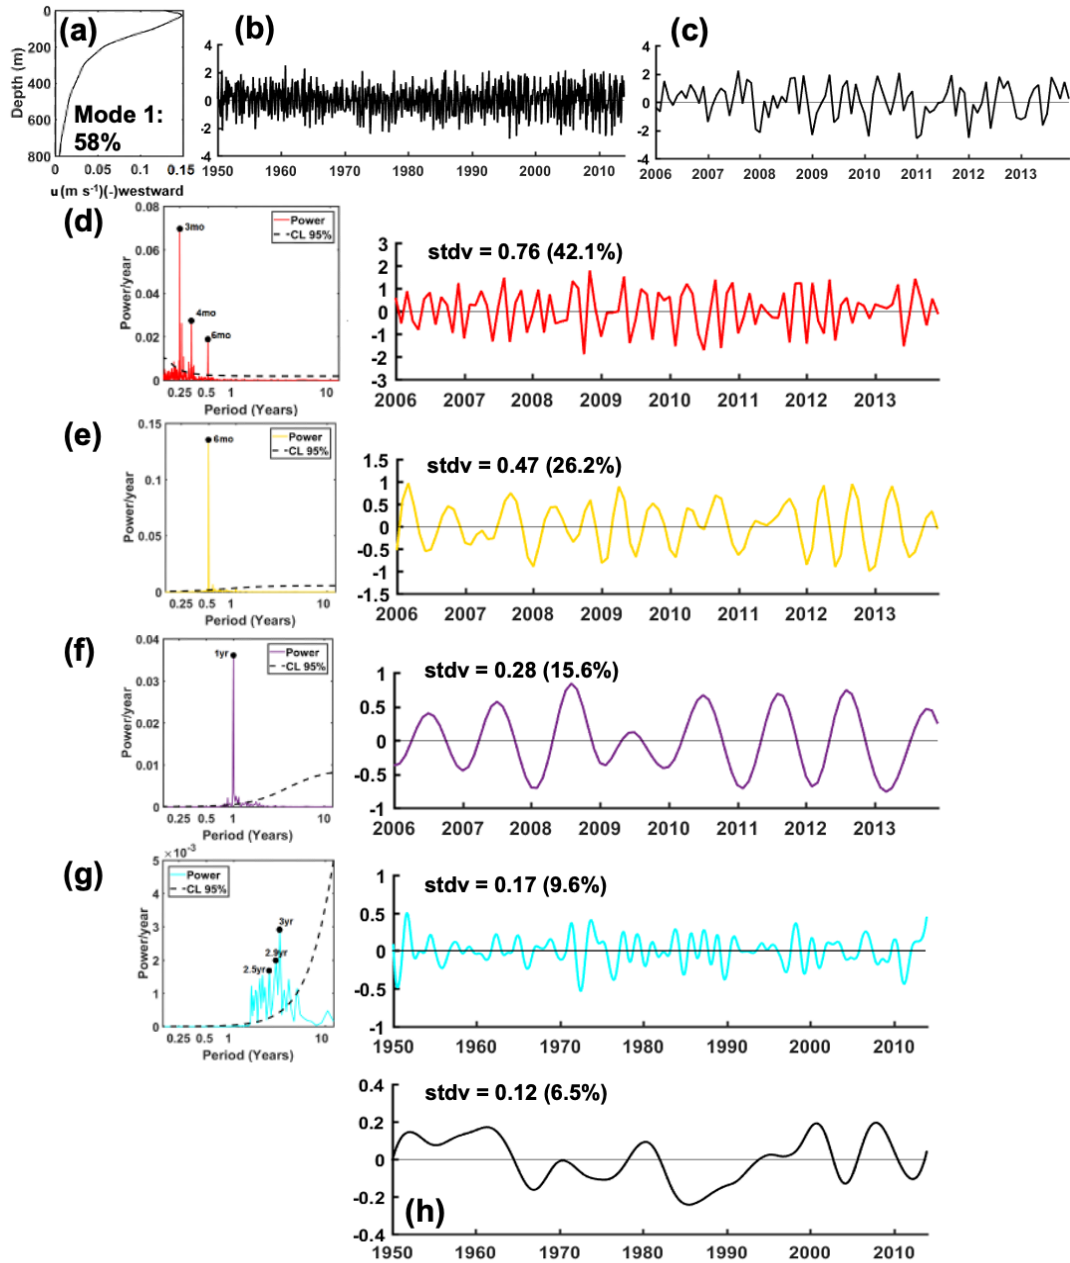 (a)
0
200
400
600
800
Depth (m)
Mode 1:
58%
0 0.05 0.1 0.15
u (m s⁻¹)(-)westward
(b)
4
2
0
-2
-4
1950 1960 1970 1980 1990 2000 2010
(c)
4
2
0
-2
-4
2006 2007 2008 2009 2010 2011 2012 2013
(d)
0.08
0.06
0.04
0.02
0
Power/year
Power
CL 95%
3mo
4mo
6mo
0.25 0.5 1 10
Period (Years)
stdv = 0.76 (42.1%)
3
2
1
0
-1
-2
-3
2006 2007 2008 2009 2010 2011 2012 2013
(e)
0.15
0.1
0.05
0
Power/year
Power
CL 95%
6mo
0.25 0.5 1 10
Period (Years)
stdv = 0.47 (26.2%)
1.5
1
0.5
0
-0.5
-1
-1.5
2006 2007 2008 2009 2010 2011 2012 2013
(f)
0.04
0.03
0.02
0.01
0
Power/year
Power
CL 95%
1yr
0.25 0.5 1 10
Period (Years)
stdv = 0.28 (15.6%)
1
0.5
0
-0.5
-1
2006 2007 2008 2009 2010 2011 2012 2013
(g)
×10⁻³
5
4
3
2
1
0
Power/year
Power
CL 95%
3yr
2.9yr
2.5yr
0.25 0.5 1 10
Period (Years)
stdv = 0.17 (9.6%)
1
0.5
0
-0.5
-1
1950 1960 1970 1980 1990 2000 2010
stdv = 0.12 (6.5%)
0.4
0.2
0
-0.2
-0.4
(h)
1950 1960 1970 1980 1990 2000 2010